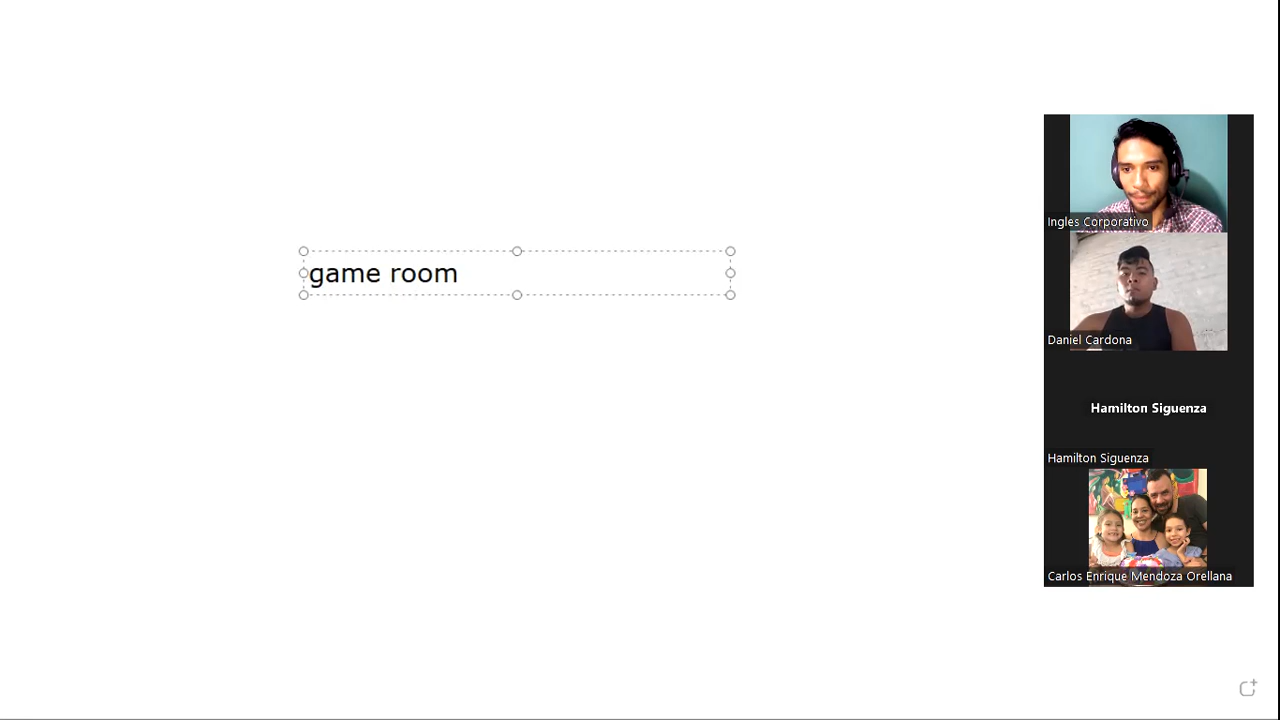 game room
Ingles Corporativo
Daniel Cardona
Hamilton Siguenza
Hamilton Siguenza
Carlos Enrique Mendoza Orellana